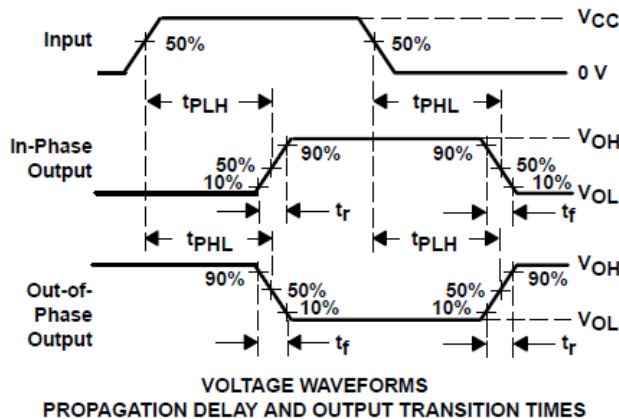 Input
50%
50%
VCC
0 V
tPLH
tPHL
In-Phase
Output
90%
50%
10%
90%
50%
10%
VOH
VOL
tr
tf
tPHL
tPLH
Out-of-
Phase
Output
90%
50%
10%
90%
50%
10%
VOH
VOL
tf
tr
VOLTAGE WAVEFORMS
PROPAGATION DELAY AND OUTPUT TRANSITION TIMES